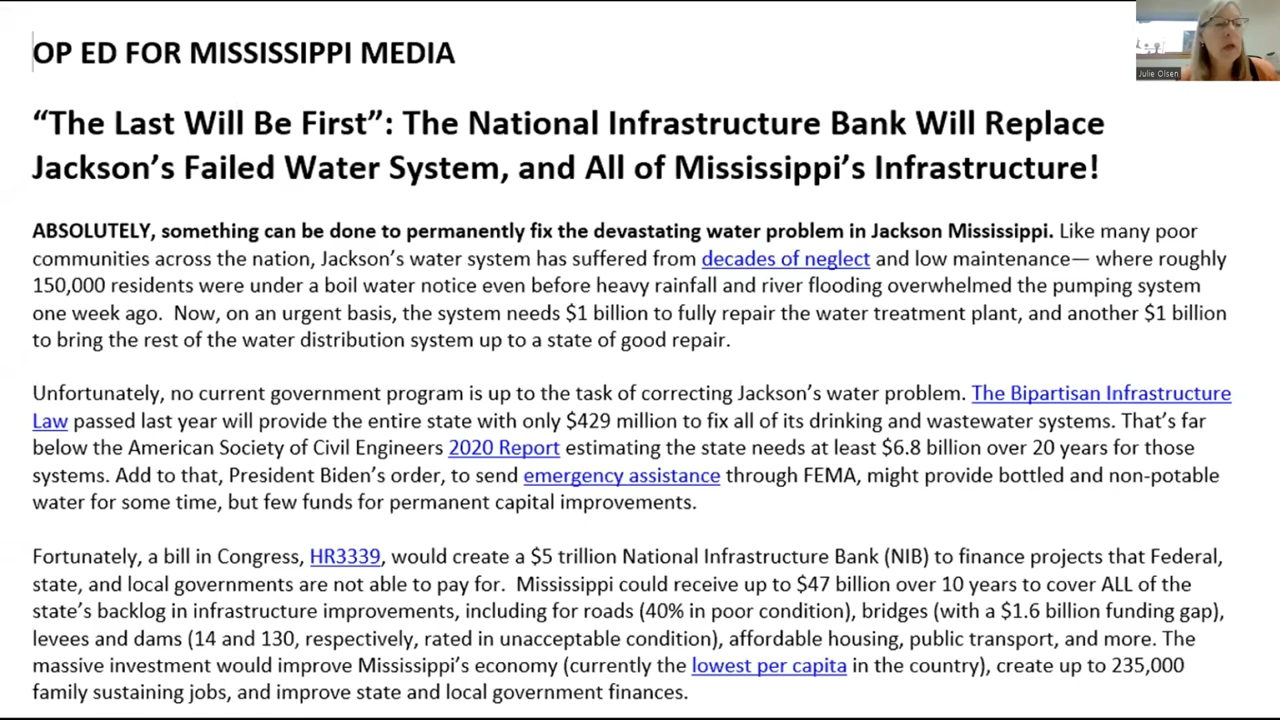 OP ED FOR MISSISSIPPI MEDIA
Julie Olsen
“The Last Will Be First”: The National Infrastructure Bank Will Replace
Jackson’s Failed Water System, and All of Mississippi’s Infrastructure!
ABSOLUTELY, something can be done to permanently fix the devastating water problem in Jackson Mississippi. Like many poor
communities across the nation, Jackson’s water system has suffered from decades of neglect and low maintenance— where roughly
150,000 residents were under a boil water notice even before heavy rainfall and river flooding overwhelmed the pumping system
one week ago.  Now, on an urgent basis, the system needs $1 billion to fully repair the water treatment plant, and another $1 billion
to bring the rest of the water distribution system up to a state of good repair.
Unfortunately, no current government program is up to the task of correcting Jackson’s water problem. The Bipartisan Infrastructure
Law passed last year will provide the entire state with only $429 million to fix all of its drinking and wastewater systems. That’s far
below the American Society of Civil Engineers 2020 Report estimating the state needs at least $6.8 billion over 20 years for those
systems. Add to that, President Biden’s order, to send emergency assistance through FEMA, might provide bottled and non-potable
water for some time, but few funds for permanent capital improvements.
Fortunately, a bill in Congress, HR3339, would create a $5 trillion National Infrastructure Bank (NIB) to finance projects that Federal,
state, and local governments are not able to pay for.  Mississippi could receive up to $47 billion over 10 years to cover ALL of the
state’s backlog in infrastructure improvements, including for roads (40% in poor condition), bridges (with a $1.6 billion funding gap),
levees and dams (14 and 130, respectively, rated in unacceptable condition), affordable housing, public transport, and more. The
massive investment would improve Mississippi’s economy (currently the lowest per capita in the country), create up to 235,000
family sustaining jobs, and improve state and local government finances.